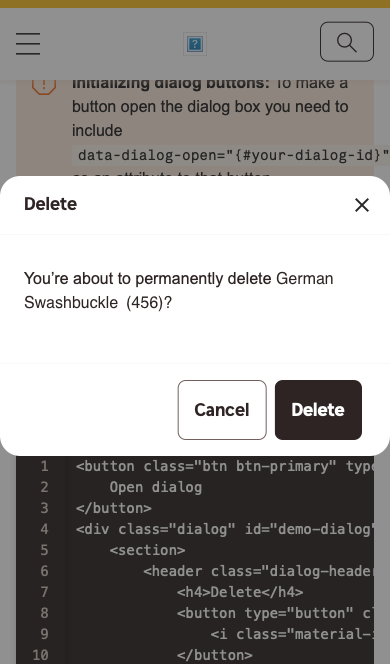 Initializing dialog buttons: To make a
button open the dialog box you need to
include
data-dialog-open="{#your-dialog-id}"
as an attribute to that button.
Delete
You’re about to permanently delete German
Swashbuckle (456)?
Cancel
Delete
1 <button class="btn btn-primary" type
2 Open dialog
3 </button>
4 <div class="dialog" id="demo-dialog"
5 <section>
6 <header class="dialog-header
7 <h4>Delete</h4>
8 <button type="button" cl
9 <i class="material-i
10 </button>